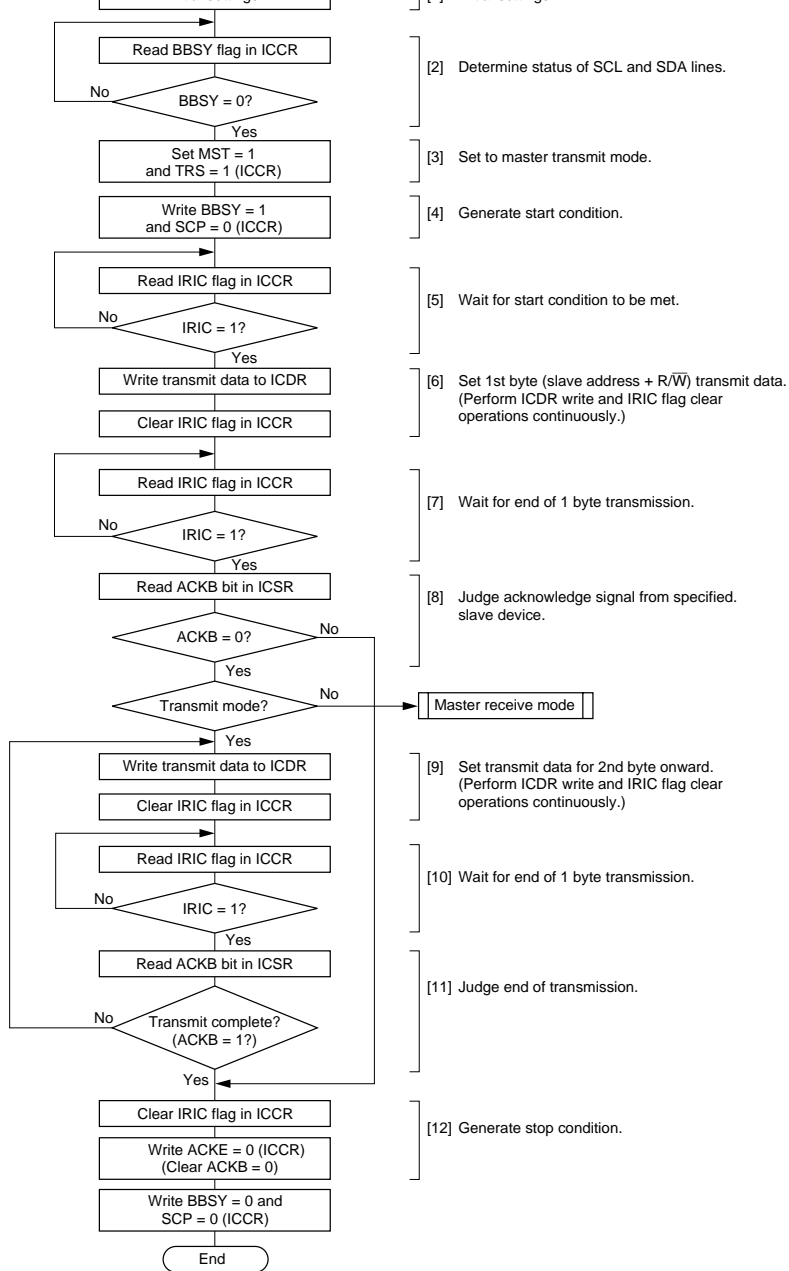 Read BBSY flag in ICCR
[2] Determine status of SCL and SDA lines.
No
BBSY = 0?
Yes
Set MST = 1
and TRS = 1 (ICCR)
[3] Set to master transmit mode.
Write BBSY = 1
and SCP = 0 (ICCR)
[4] Generate start condition.
Read IRIC flag in ICCR
[5] Wait for start condition to be met.
No
IRIC = 1?
Yes
Write transmit data to ICDR
[6] Set 1st byte (slave address + R/W̅) transmit data.
(Perform ICDR write and IRIC flag clear
operations continuously.)
Clear IRIC flag in ICCR
Read IRIC flag in ICCR
[7] Wait for end of 1 byte transmission.
No
IRIC = 1?
Yes
Read ACKB bit in ICSR
[8] Judge acknowledge signal from specified.
slave device.
ACKB = 0?
No
Yes
Transmit mode?
No
Master receive mode
Yes
Write transmit data to ICDR
[9] Set transmit data for 2nd byte onward.
(Perform ICDR write and IRIC flag clear
operations continuously.)
Clear IRIC flag in ICCR
Read IRIC flag in ICCR
[10] Wait for end of 1 byte transmission.
No
IRIC = 1?
Yes
Read ACKB bit in ICSR
[11] Judge end of transmission.
No
Transmit complete?
(ACKB = 1?)
Yes
Clear IRIC flag in ICCR
[12] Generate stop condition.
Write ACKE = 0 (ICCR)
(Clear ACKB = 0)
Write BBSY = 0 and
SCP = 0 (ICCR)
End